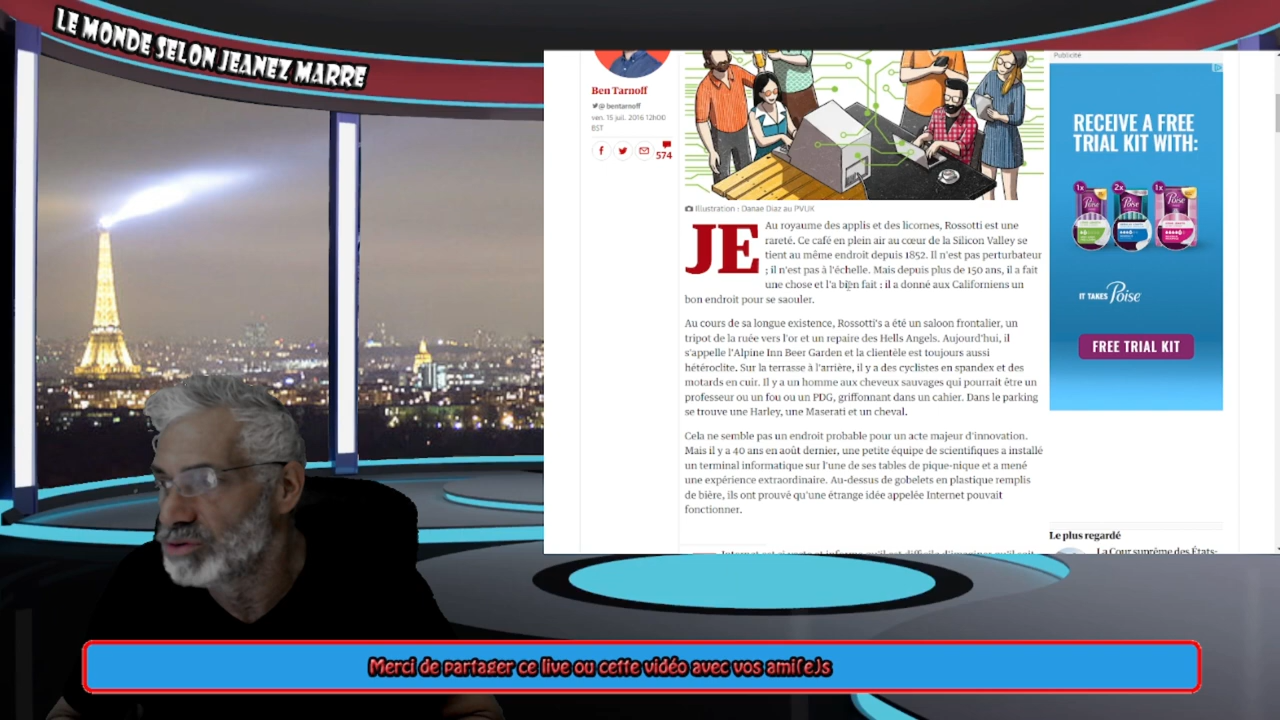 LE MONDE SELON JEANEZ MARRE
Ben Tarnoff
@bentarnoff
ven. 15 juil. 2016 12h00
BST
574
Illustration : Danae Diaz au PVUK
JE
Au royaume des applis et des licornes, Rossotti est une
rareté. Ce café en plein air au cœur de la Silicon Valley se
tient au même endroit depuis 1852. Il n'est pas perturbateur
; il n'est pas à l'échelle. Mais depuis plus de 150 ans, il a fait
une chose et l'a bien fait : il a donné aux Californiens un
bon endroit pour se saouler.
Au cours de sa longue existence, Rossotti's a été un saloon frontalier, un
tripot de la ruée vers l'or et un repaire des Hells Angels. Aujourd'hui, il
s'appelle l'Alpine Inn Beer Garden et la clientèle est toujours aussi
hétéroclite. Sur la terrasse à l'arrière, il y a des cyclistes en spandex et des
motards en cuir. Il y a un homme aux cheveux sauvages qui pourrait être un
professeur ou un fou ou un PDG, griffonnant dans un cahier. Dans le parking
se trouve une Harley, une Maserati et un cheval.
Cela ne semble pas un endroit probable pour un acte majeur d'innovation.
Mais il y a 40 ans en août dernier, une petite équipe de scientifiques a installé
un terminal informatique sur l'une de ses tables de pique-nique et a mené
une expérience extraordinaire. Au-dessus de gobelets en plastique remplis
de bière, ils ont prouvé qu'une étrange idée appelée Internet pouvait
fonctionner.
Publicité
RECEIVE A FREE
TRIAL KIT WITH:
1x 2x 1x
Poise Poise Poise
IT TAKES Poise
FREE TRIAL KIT
Le plus regardé
La Cour suprême des États-
Merci de partager ce live ou cette vidéo avec vos ami(e)s